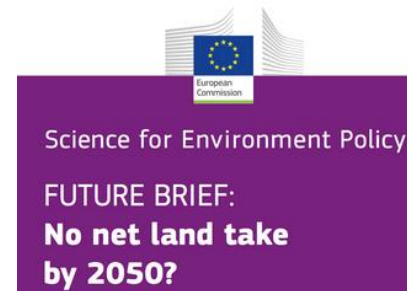 European
Commission
Science for Environment Policy
FUTURE BRIEF:
No net land take
by 2050?